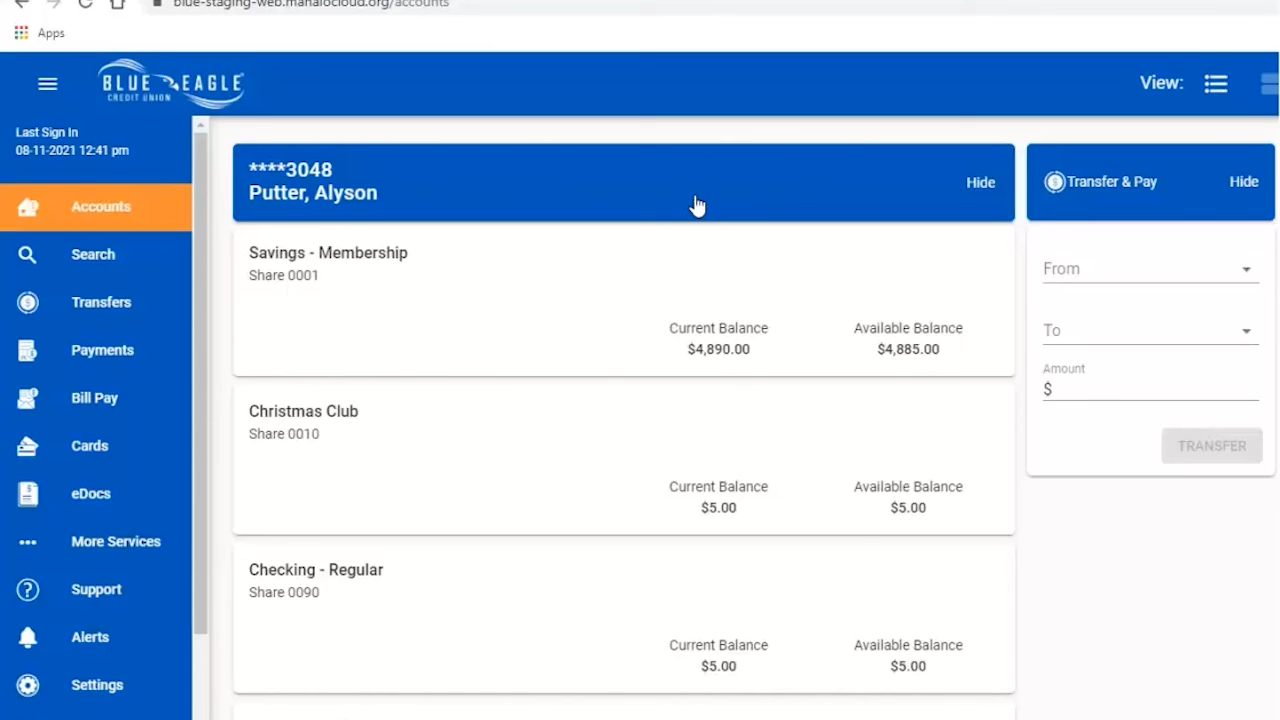 blue-staging-web.mahalocloud.org/accounts
Apps
BLUE EAGLE
CREDIT UNION
View:
Last Sign In
08-11-2021 12:41 pm
Accounts
Search
Transfers
Payments
Bill Pay
Cards
eDocs
More Services
Support
Alerts
Settings
****3048
Putter, Alyson
Hide
Savings - Membership
Share 0001
Current Balance
$4,890.00
Available Balance
$4,885.00
Christmas Club
Share 0010
Current Balance
$5.00
Available Balance
$5.00
Checking - Regular
Share 0090
Current Balance
$5.00
Available Balance
$5.00
Transfer & Pay
Hide
From
To
Amount
$
TRANSFER